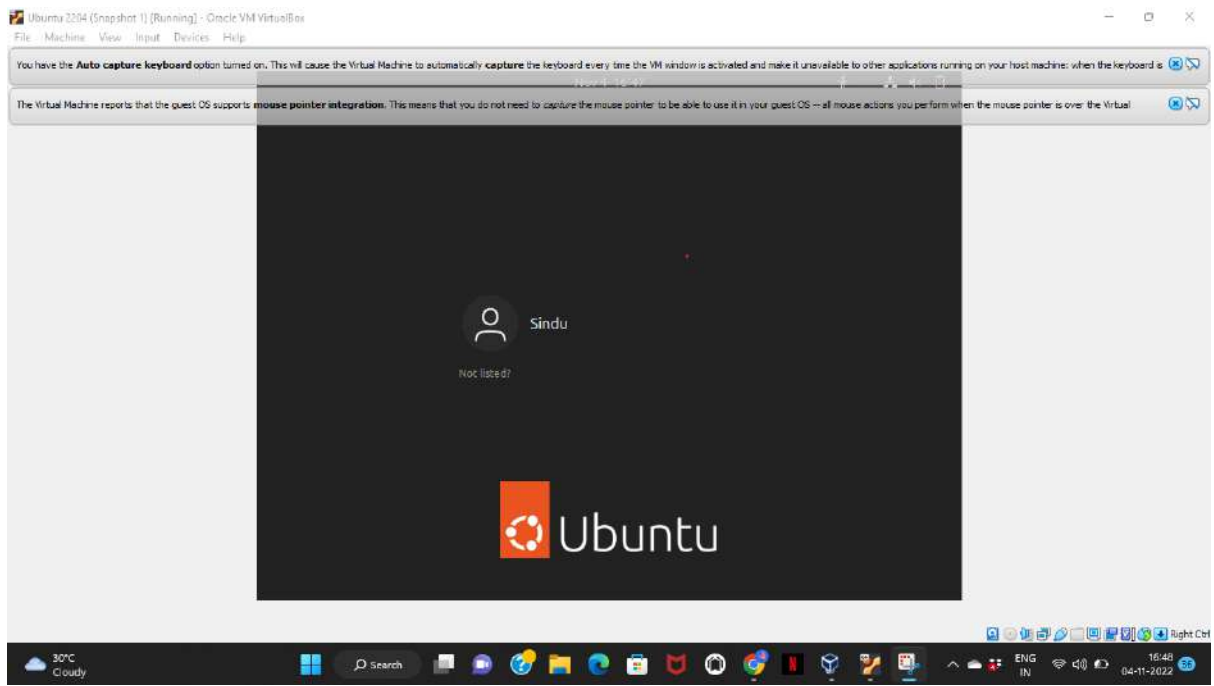 Ubuntu 2204 (Snapshot 1) [Running] - Oracle VM VirtualBox
File Machine View Input Devices Help
You have the Auto capture keyboard option turned on. This will cause the Virtual Machine to automatically capture the keyboard every time the VM window is activated and make it unavailable to other applications running on your host machine: when the keyboard is
Nov 4 16:47
The Virtual Machine reports that the guest OS supports mouse pointer integration. This means that you do not need to capture the mouse pointer to be able to use it in your guest OS -- all mouse actions you perform when the mouse pointer is over the Virtual
Sindu
Not listed?
Ubuntu
Right Ctrl
30°C
Cloudy
Search
ENG
IN
16:48
04-11-2022